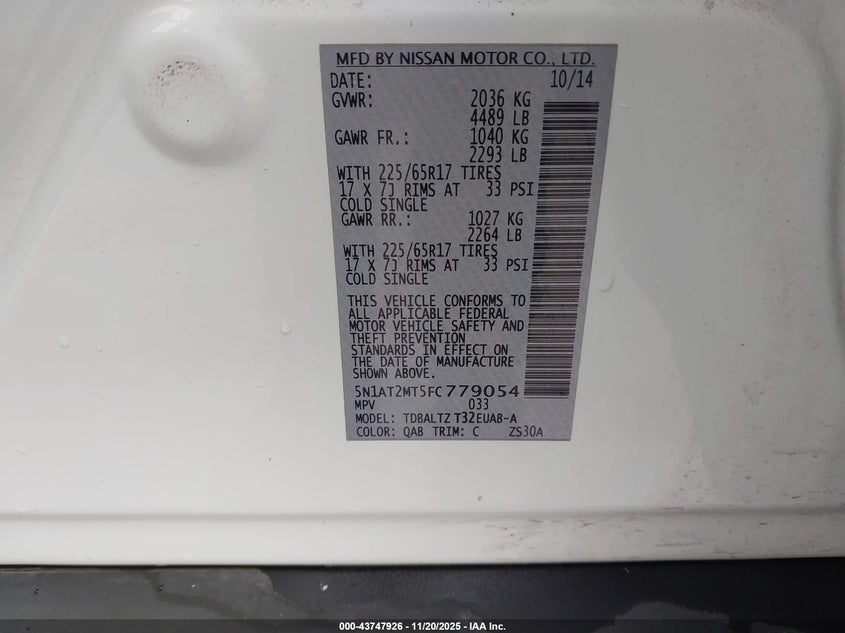 MFD BY NISSAN MOTOR CO., LTD.
DATE: 10/14
GVWR: 2036 KG
4489 LB
GAWR FR.: 1040 KG
2293 LB
WITH 225/65R17 TIRES
17 X 7J RIMS AT 33 PSI
COLD SINGLE
GAWR RR.: 1027 KG
2264 LB
WITH 225/65R17 TIRES
17 X 7J RIMS AT 33 PSI
COLD SINGLE
THIS VEHICLE CONFORMS TO
ALL APPLICABLE FEDERAL
MOTOR VEHICLE SAFETY AND
THEFT PREVENTION
STANDARDS IN EFFECT ON
THE DATE OF MANUFACTURE
SHOWN ABOVE.
5N1AT2MT5FC779054
MPV 033
MODEL: TDBALTZ T32EUAB-A
COLOR: QAB TRIM: C ZS30A
000-43747926 - 11/20/2025 - IAA Inc.